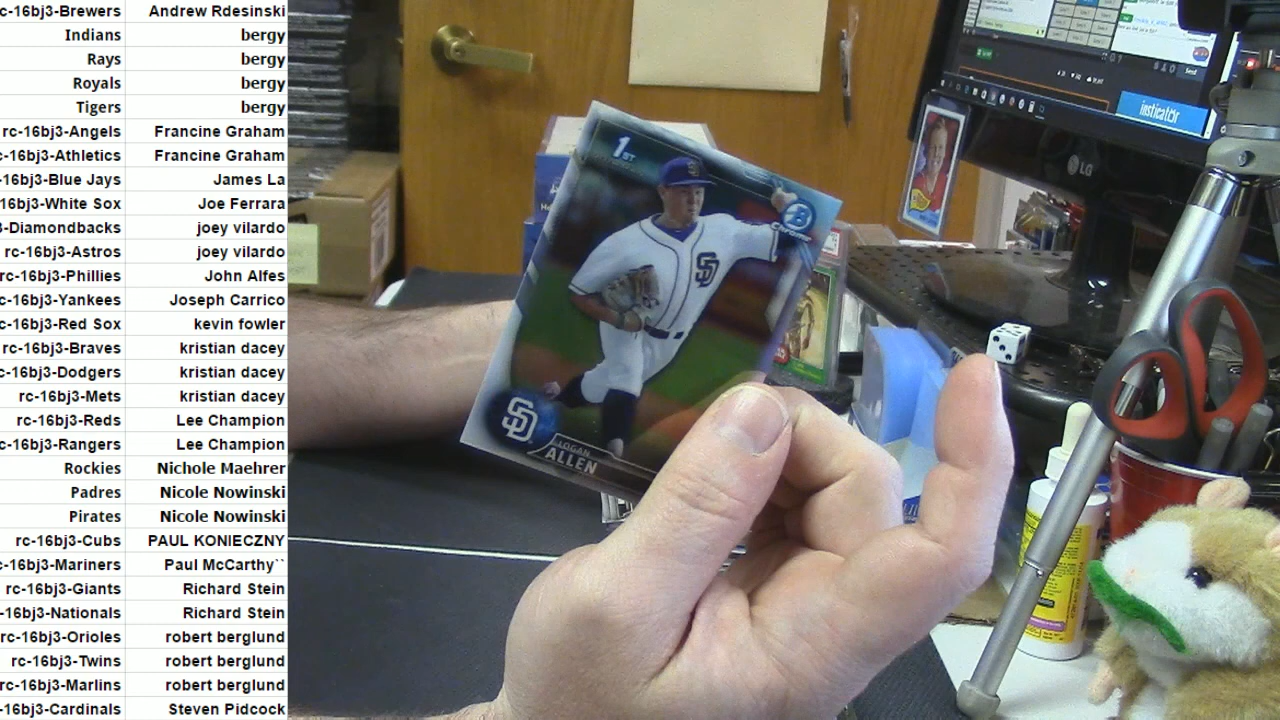 c-16bj3-Brewers Andrew Rdesinski
Indians bergy
Rays bergy
Royals bergy
Tigers bergy
rc-16bj3-Angels Francine Graham
c-16bj3-Athletics Francine Graham
-16bj3-Blue Jays James La
16bj3-White Sox Joe Ferrara
3-Diamondbacks joey vilardo
rc-16bj3-Astros joey vilardo
rc-16bj3-Phillies John Alfes
c-16bj3-Yankees Joseph Carrico
rc-16bj3-Red Sox kevin fowler
rc-16bj3-Braves kristian dacey
c-16bj3-Dodgers kristian dacey
rc-16bj3-Mets kristian dacey
rc-16bj3-Reds Lee Champion
c-16bj3-Rangers Lee Champion
Rockies Nichole Maehrer
Padres Nicole Nowinski
Pirates Nicole Nowinski
rc-16bj3-Cubs PAUL KONIECZNY
c-16bj3-Mariners Paul McCarthy``
rc-16bj3-Giants Richard Stein
-16bj3-Nationals Richard Stein
rc-16bj3-Orioles robert berglund
rc-16bj3-Twins robert berglund
rc-16bj3-Marlins robert berglund
-16bj3-Cardinals Steven Pidcock
1ST
B
Chrome
SD
SD
LOGAN
ALLEN
insticator
LG